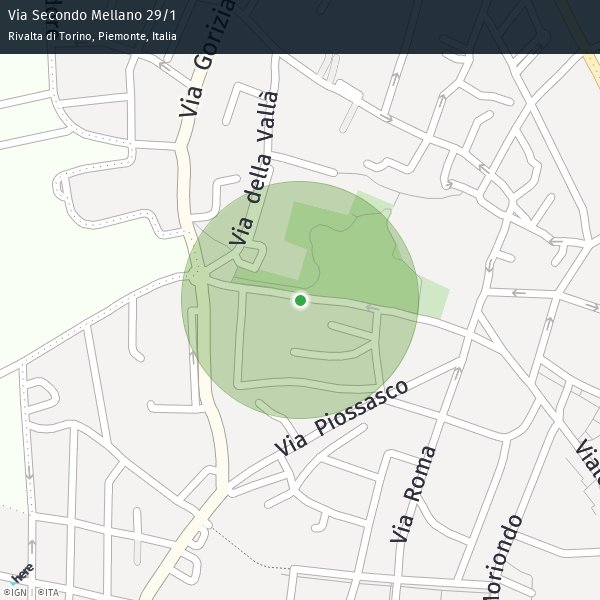 Via Secondo Mellano 29/1
Rivalta di Torino, Piemonte, Italia
Via Gorizia
Via della Vallà
Via Piossasco
Via Roma
Moriondo
here
©IGN | ©ITA